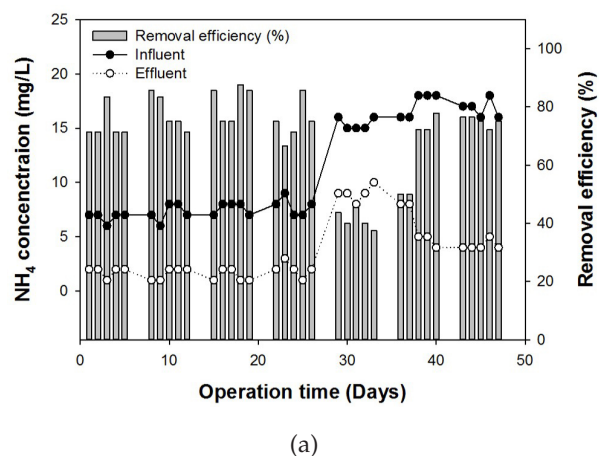 Removal efficiency (%)
Influent
Effluent
NH4 concenctraion (mg/L)
25
20
15
10
5
0
Removal efficiency (%)
100
80
60
40
20
0
0 10 20 30 40 50
Operation time (Days)
(a)